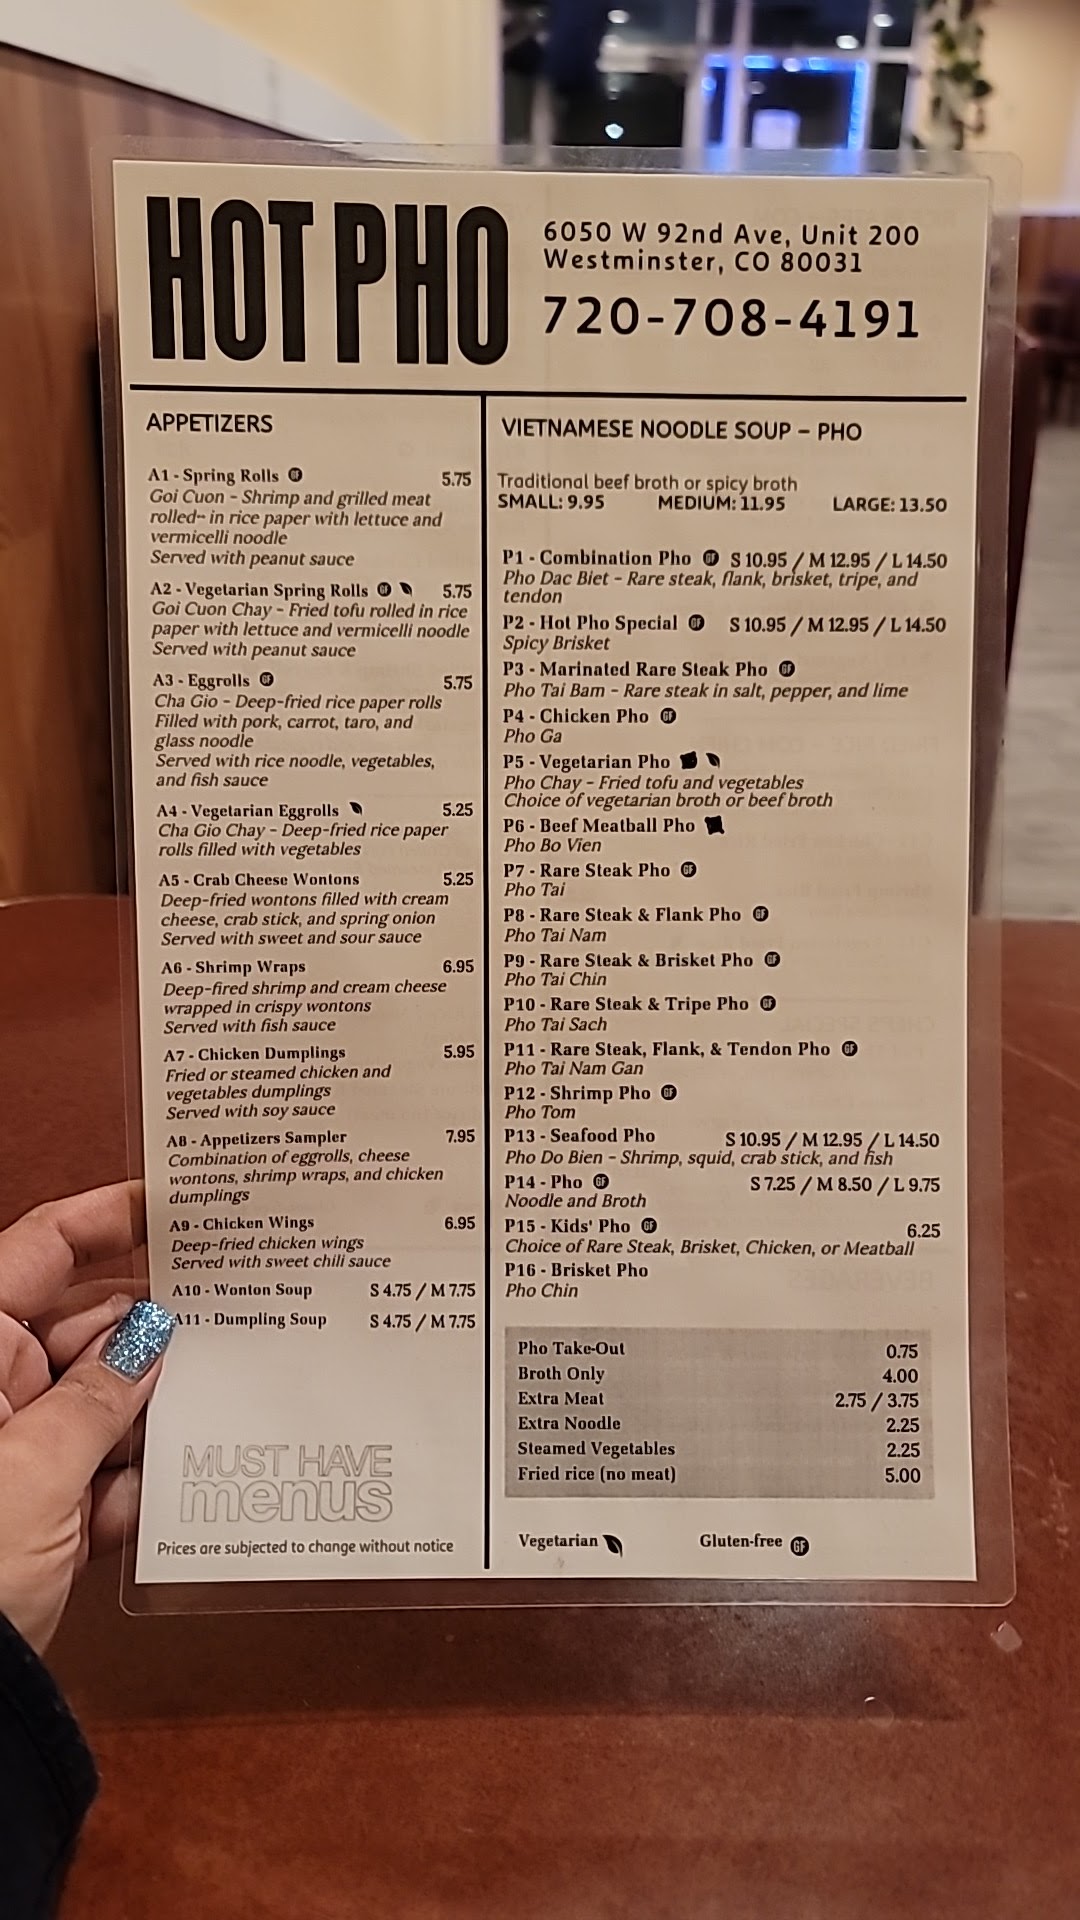 HOT PHO
6050 W 92nd Ave, Unit 200
Westminster, CO 80031
720-708-4191
APPETIZERS
A1 - Spring Rolls GF 5.75
Goi Cuon - Shrimp and grilled meat
rolled-- in rice paper with lettuce and
vermicelli noodle
Served with peanut sauce
A2 - Vegetarian Spring Rolls GF 5.75
Goi Cuon Chay - Fried tofu rolled in rice
paper with lettuce and vermicelli noodle
Served with peanut sauce
A3 - Eggrolls GF 5.75
Cha Gio - Deep-fried rice paper rolls
Filled with pork, carrot, taro, and
glass noodle
Served with rice noodle, vegetables,
and fish sauce
A4 - Vegetarian Eggrolls 5.25
Cha Gio Chay - Deep-fried rice paper
rolls filled with vegetables
A5 - Crab Cheese Wontons 5.25
Deep-fried wontons filled with cream
cheese, crab stick, and spring onion
Served with sweet and sour sauce
A6 - Shrimp Wraps 6.95
Deep-fired shrimp and cream cheese
wrapped in crispy wontons
Served with fish sauce
A7 - Chicken Dumplings 5.95
Fried or steamed chicken and
vegetables dumplings
Served with soy sauce
A8 - Appetizers Sampler 7.95
Combination of eggrolls, cheese
wontons, shrimp wraps, and chicken
dumplings
A9 - Chicken Wings 6.95
Deep-fried chicken wings
Served with sweet chili sauce
A10 - Wonton Soup S 4.75 / M 7.75
A11 - Dumpling Soup S 4.75 / M 7.75
MUST HAVE
menus
Prices are subjected to change without notice
VIETNAMESE NOODLE SOUP – PHO
Traditional beef broth or spicy broth
SMALL: 9.95 MEDIUM: 11.95 LARGE: 13.50
P1 - Combination Pho GF S 10.95 / M 12.95 / L 14.50
Pho Dac Biet - Rare steak, flank, brisket, tripe, and
tendon
P2 - Hot Pho Special GF S 10.95 / M 12.95 / L 14.50
Spicy Brisket
P3 - Marinated Rare Steak Pho GF
Pho Tai Bam - Rare steak in salt, pepper, and lime
P4 - Chicken Pho GF
Pho Ga
P5 - Vegetarian Pho
Pho Chay - Fried tofu and vegetables
Choice of vegetarian broth or beef broth
P6 - Beef Meatball Pho
Pho Bo Vien
P7 - Rare Steak Pho GF
Pho Tai
P8 - Rare Steak & Flank Pho GF
Pho Tai Nam
P9 - Rare Steak & Brisket Pho GF
Pho Tai Chin
P10 - Rare Steak & Tripe Pho GF
Pho Tai Sach
P11 - Rare Steak, Flank, & Tendon Pho GF
Pho Tai Nam Gan
P12 - Shrimp Pho GF
Pho Tom
P13 - Seafood Pho S 10.95 / M 12.95 / L 14.50
Pho Do Bien - Shrimp, squid, crab stick, and fish
P14 - Pho GF S 7.25 / M 8.50 / L 9.75
Noodle and Broth
P15 - Kids' Pho GF 6.25
Choice of Rare Steak, Brisket, Chicken, or Meatball
P16 - Brisket Pho
Pho Chin
Pho Take-Out 0.75
Broth Only 4.00
Extra Meat 2.75 / 3.75
Extra Noodle 2.25
Steamed Vegetables 2.25
Fried rice (no meat) 5.00
Vegetarian Gluten-free GF